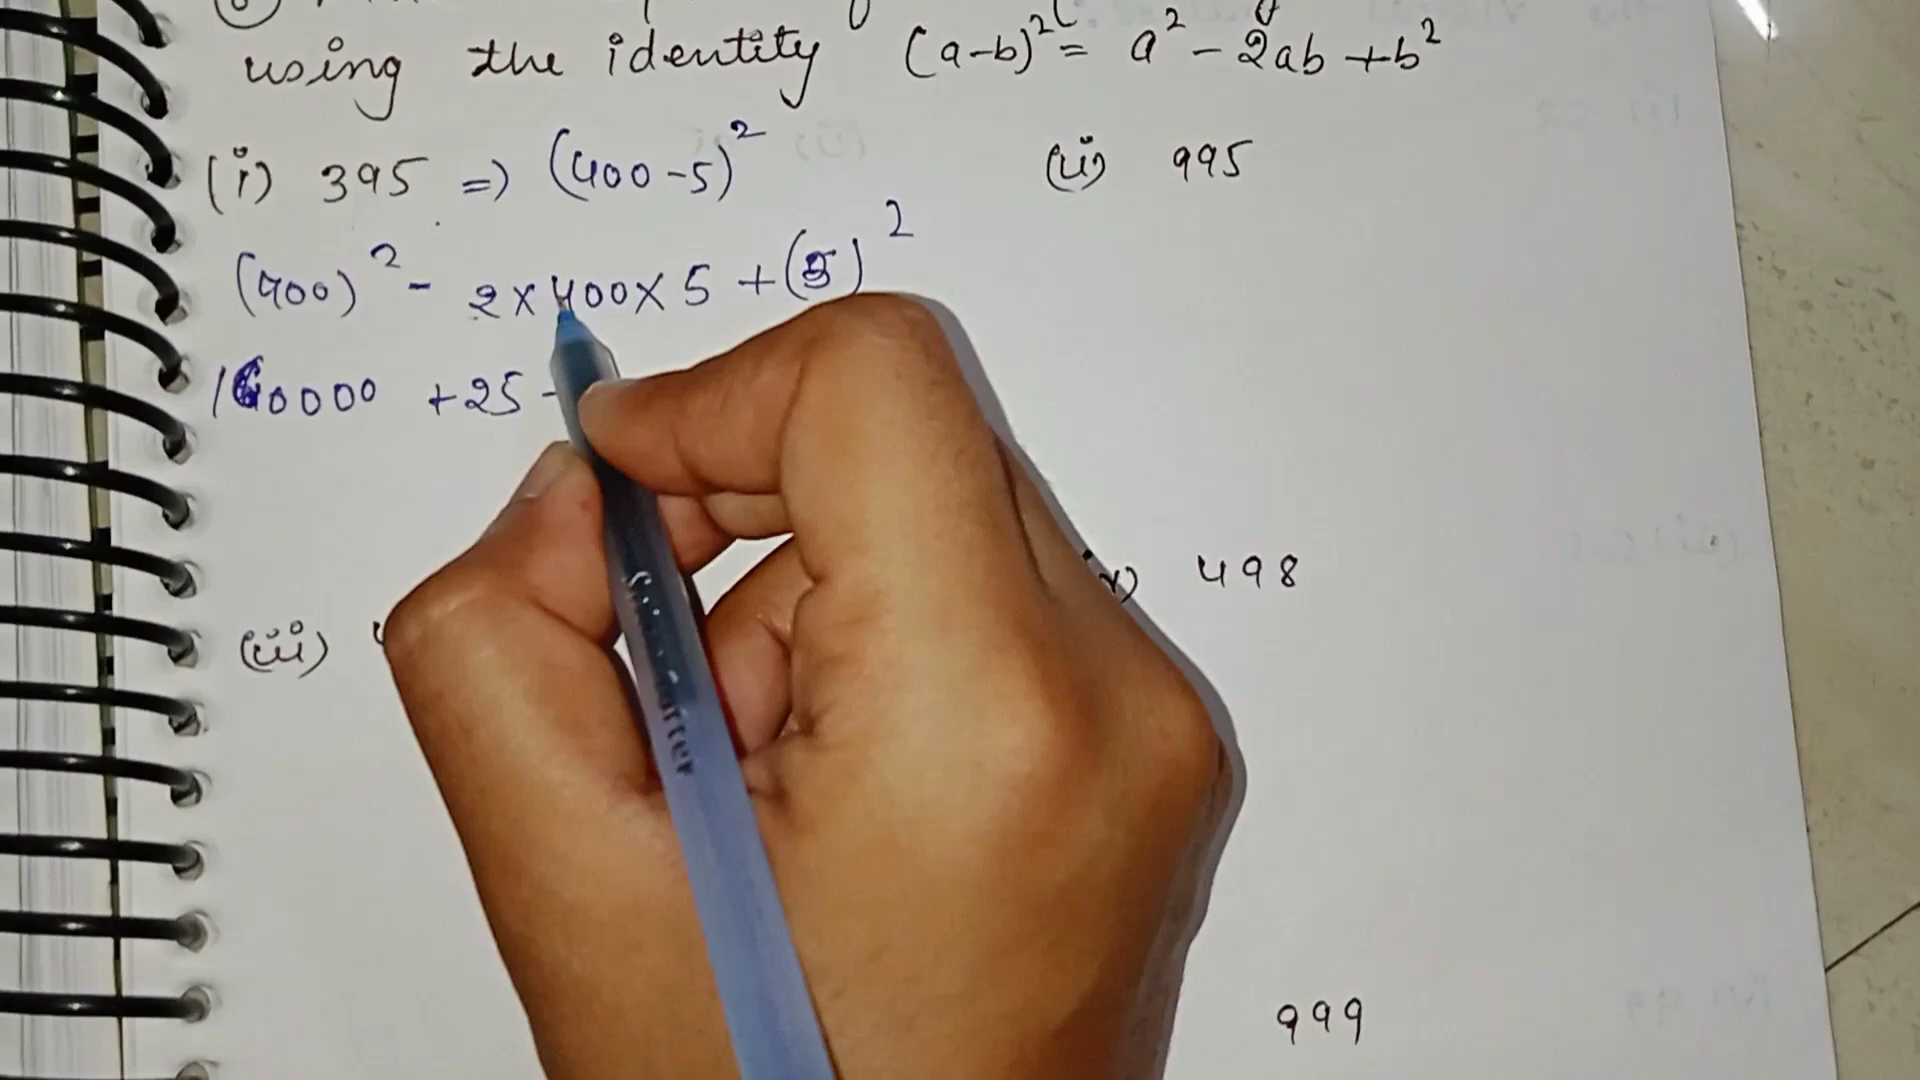 using the identity (a-b)² = a² - 2ab + b²
(i) 395 => (400-5)²
(ii) 995
(400)² - 2×400×5 + (5)²
160000 +25 -
(iii)
498
999